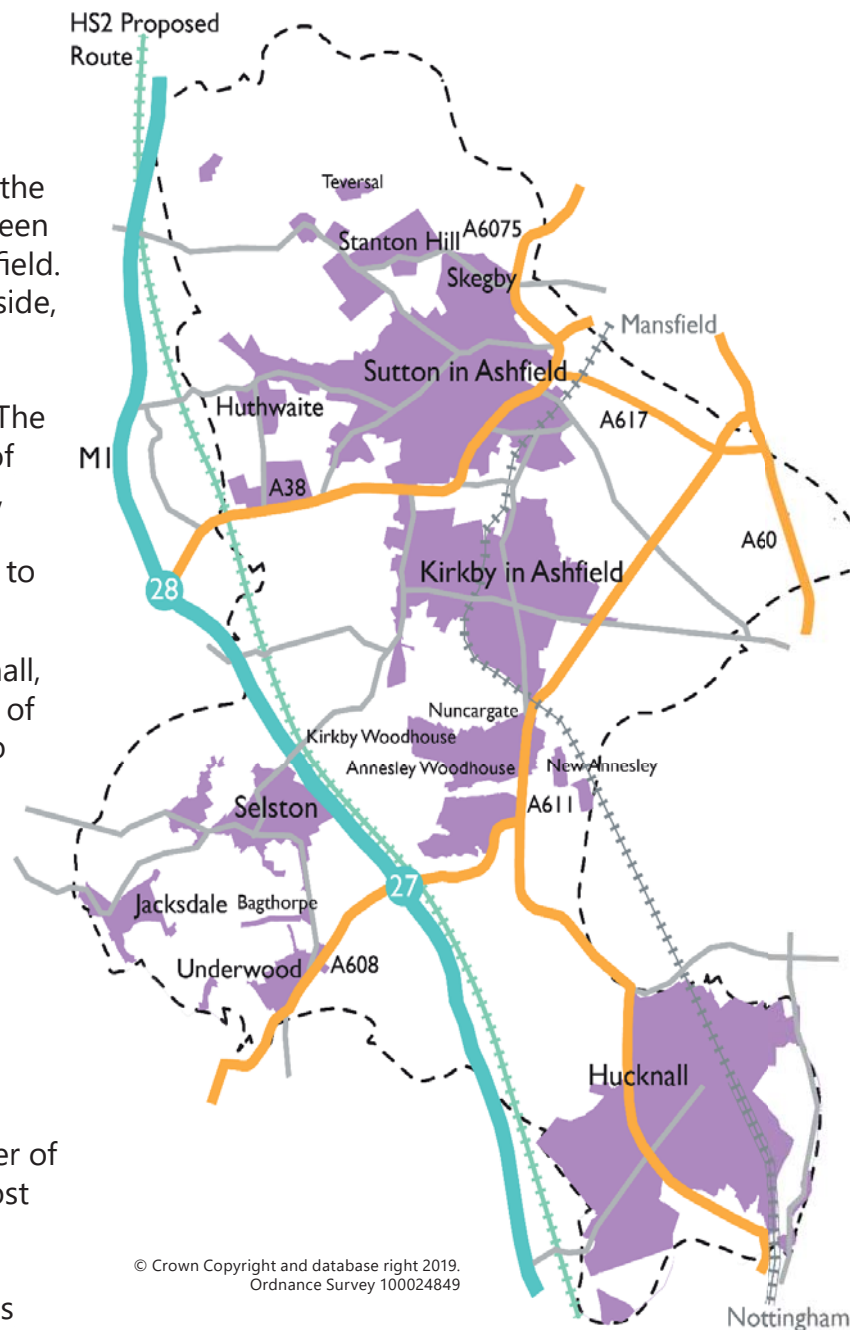 HS2 Proposed
Route
the
een
field.
side,
The
of
,
to
all,
of
o
er of
ost
s
Teversal
Stanton Hill
A6075
Skegby
Mansfield
Sutton in Ashfield
Huthwaite
A617
M1
A38
A60
28
Kirkby in Ashfield
Nuncargate
Kirkby Woodhouse
Annesley Woodhouse
New Annesley
Selston
A611
27
Jacksdale
Bagthorpe
Underwood
A608
Hucknall
© Crown Copyright and database right 2019.
Ordnance Survey 100024849
Nottingham